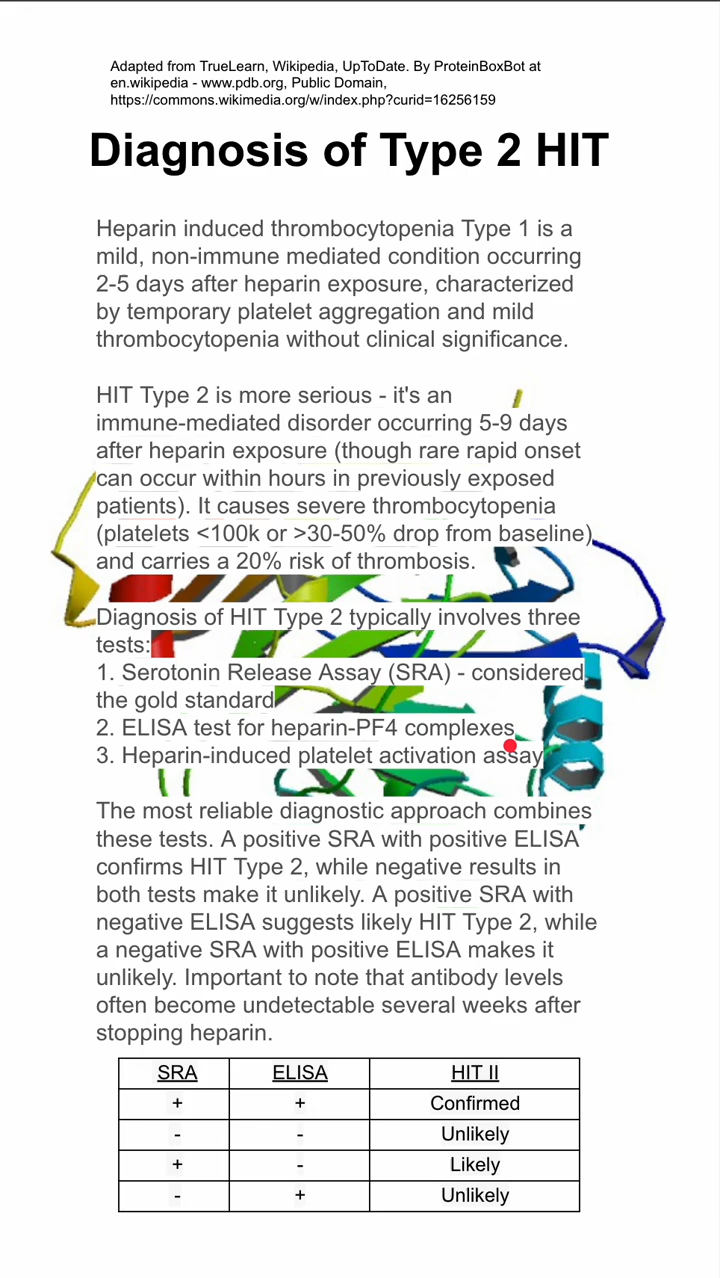 Adapted from TrueLearn, Wikipedia, UpToDate. By ProteinBoxBot at
en.wikipedia - www.pdb.org, Public Domain,
https://commons.wikimedia.org/w/index.php?curid=16256159
Diagnosis of Type 2 HIT
Heparin induced thrombocytopenia Type 1 is a
mild, non-immune mediated condition occurring
2-5 days after heparin exposure, characterized
by temporary platelet aggregation and mild
thrombocytopenia without clinical significance.
HIT Type 2 is more serious - it's an
immune-mediated disorder occurring 5-9 days
after heparin exposure (though rare rapid onset
can occur within hours in previously exposed
patients). It causes severe thrombocytopenia
(platelets <100k or >30-50% drop from baseline)
and carries a 20% risk of thrombosis.
Diagnosis of HIT Type 2 typically involves three
tests:
1. Serotonin Release Assay (SRA) - considered
the gold standard
2. ELISA test for heparin-PF4 complexes
3. Heparin-induced platelet activation assay
The most reliable diagnostic approach combines
these tests. A positive SRA with positive ELISA
confirms HIT Type 2, while negative results in
both tests make it unlikely. A positive SRA with
negative ELISA suggests likely HIT Type 2, while
a negative SRA with positive ELISA makes it
unlikely. Important to note that antibody levels
often become undetectable several weeks after
stopping heparin.
SRA ELISA HIT II
+ + Confirmed
- - Unlikely
+ - Likely
- + Unlikely